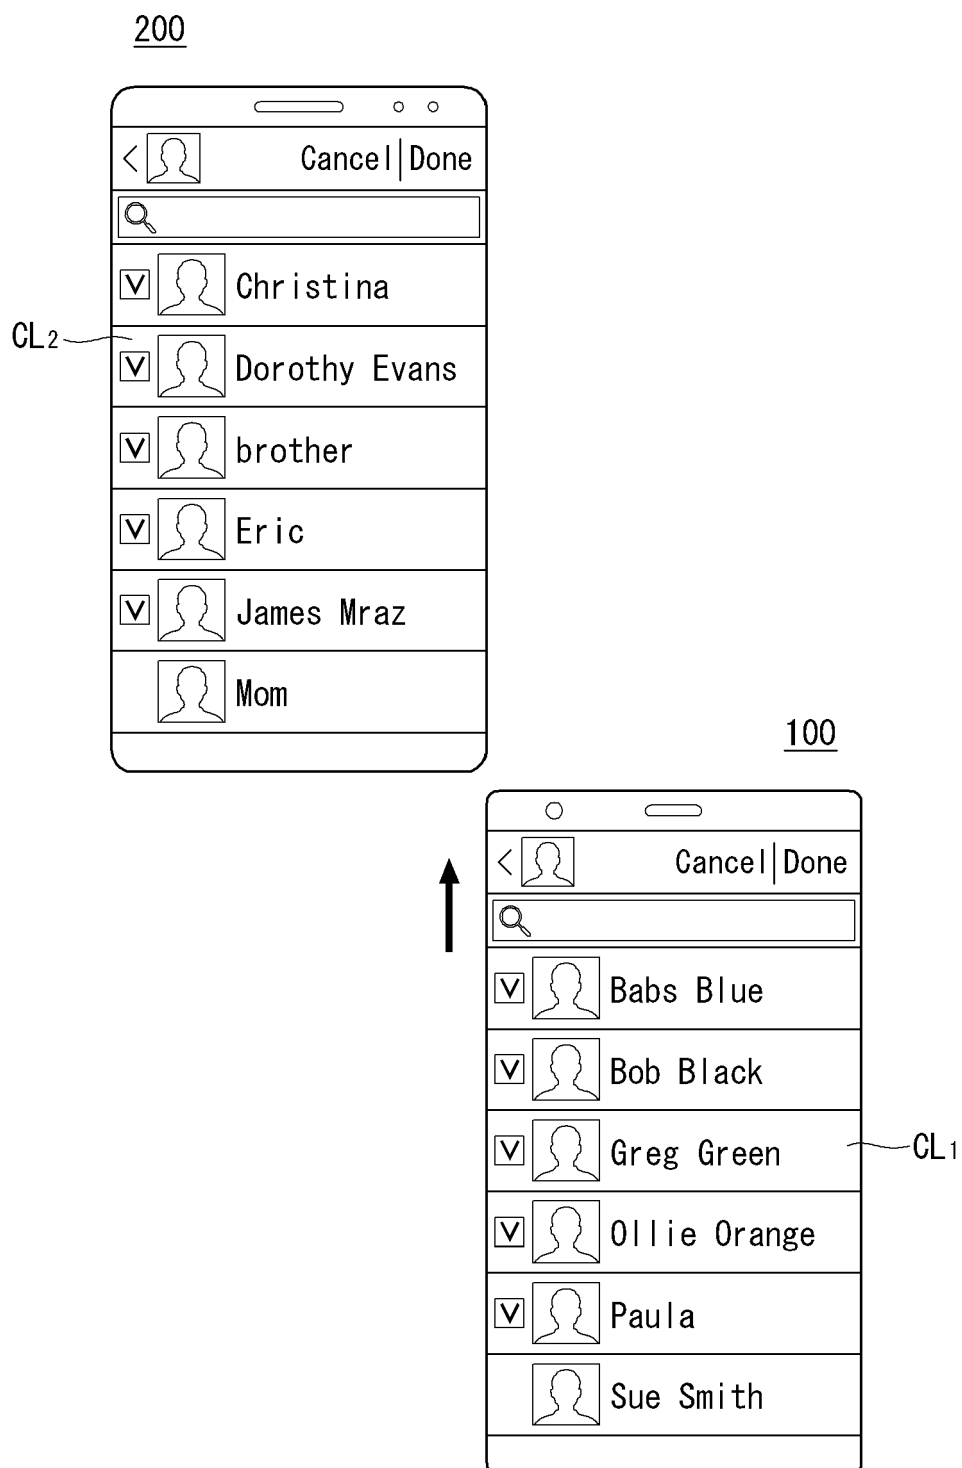 200
Cancel|Done
V Christina
CL2
V Dorothy Evans
V brother
V Eric
V James Mraz
Mom
100
Cancel|Done
V Babs Blue
V Bob Black
V Greg Green
CL1
V Ollie Orange
V Paula
Sue Smith